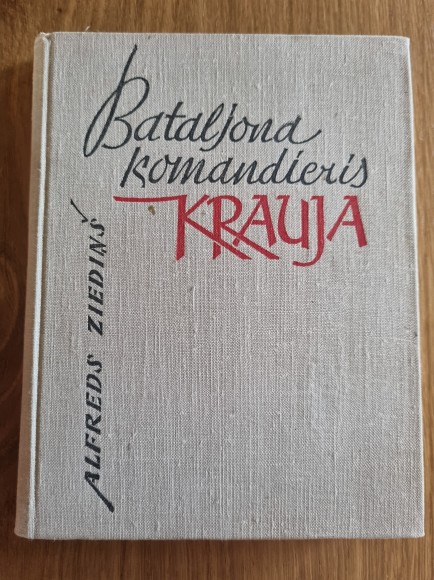 Bataljona
komandieris
KRAUJA
ALFREDS ZIEDIŅŠ